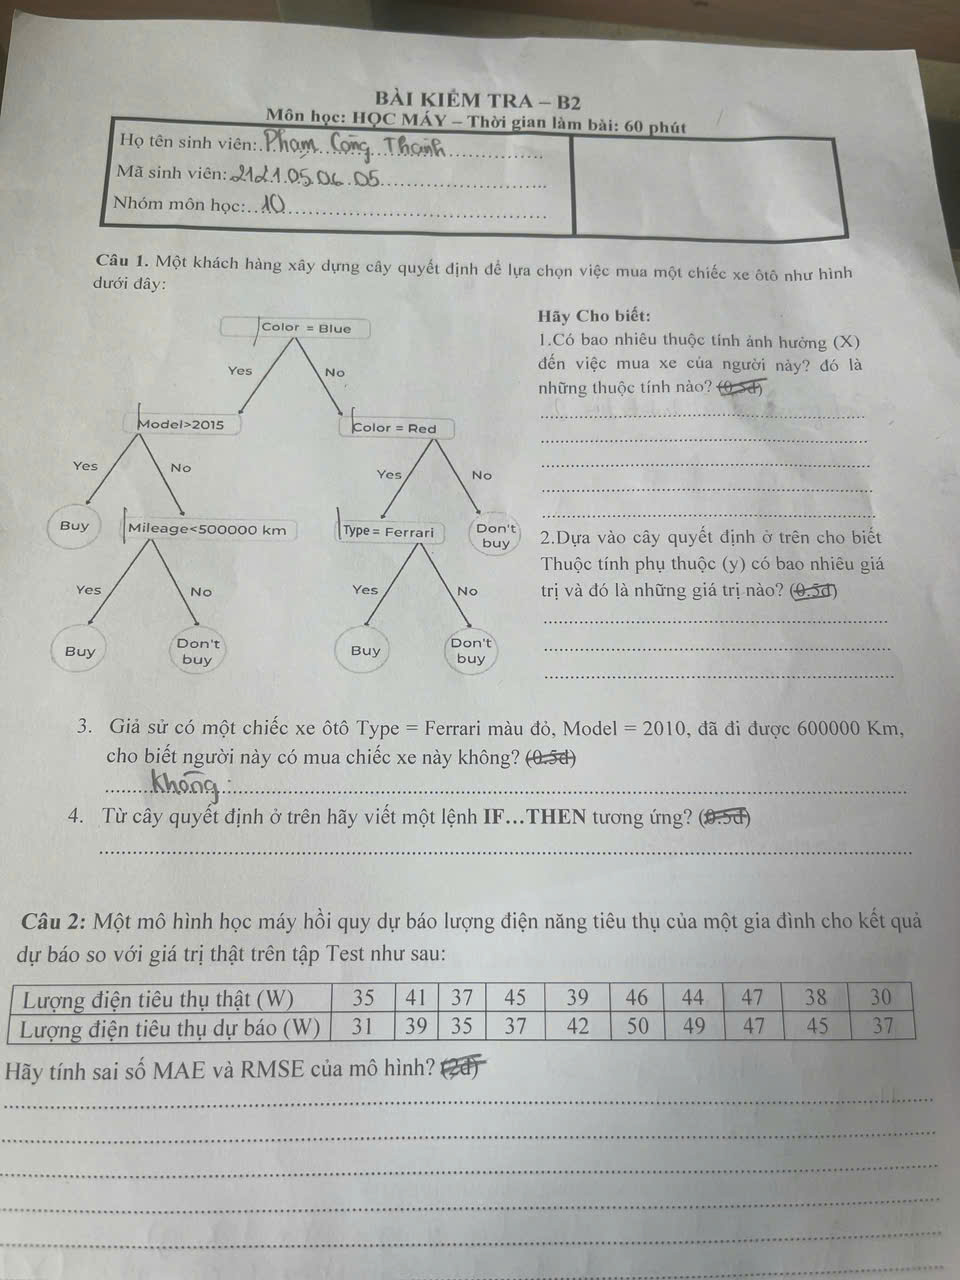 BÀI KIỂM TRA – B2
Môn học: HỌC MÁY – Thời gian làm bài: 60 phút
Họ tên sinh viên: Phạm Công Thành
Mã sinh viên: 2121.05.06.05
Nhóm môn học: 10
Câu 1. Một khách hàng xây dựng cây quyết định để lựa chọn việc mua một chiếc xe ôtô như hình
dưới đây:
Color = Blue
Yes No
Model>2015 Color = Red
Yes No Yes No
Buy Mileage<500000 km Type = Ferrari Don't buy
Yes No Yes No
Buy Don't buy Buy Don't buy
Hãy Cho biết:
1.Có bao nhiêu thuộc tính ảnh hưởng (X)
đến việc mua xe của người này? đó là
những thuộc tính nào? (0,5đ)
2.Dựa vào cây quyết định ở trên cho biết
Thuộc tính phụ thuộc (y) có bao nhiêu giá
trị và đó là những giá trị nào? (0.5đ)
3. Giả sử có một chiếc xe ôtô Type = Ferrari màu đỏ, Model = 2010, đã đi được 600000 Km,
cho biết người này có mua chiếc xe này không? (0.5đ)
không
4. Từ cây quyết định ở trên hãy viết một lệnh IF…THEN tương ứng? (0.5đ)
Câu 2: Một mô hình học máy hồi quy dự báo lượng điện năng tiêu thụ của một gia đình cho kết quả
dự báo so với giá trị thật trên tập Test như sau:
Lượng điện tiêu thụ thật (W) 35 41 37 45 39 46 44 47 38 30
Lượng điện tiêu thụ dự báo (W) 31 39 35 37 42 50 49 47 45 37
Hãy tính sai số MAE và RMSE của mô hình? (2đ)